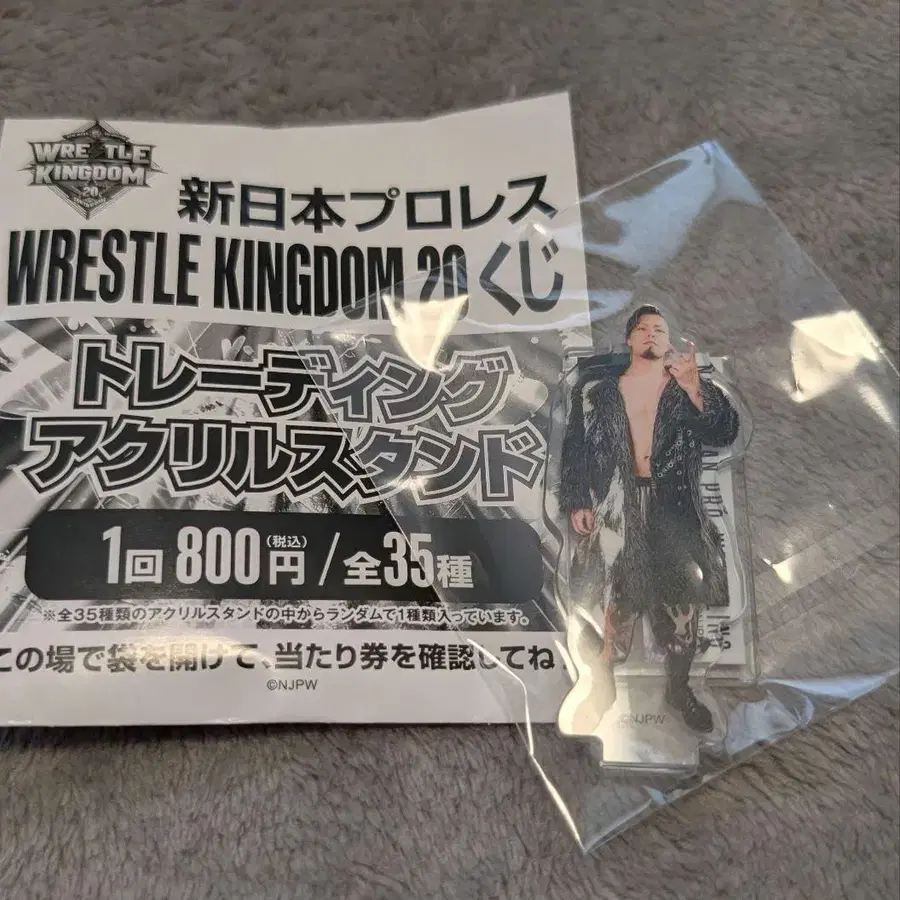 WRESTLE
KINGDOM
20
新日本プロレス
WRESTLE KINGDOM 20 くじ
トレーディング
アクリルスタンド
1回 800円(税込) / 全35種
※全35種類のアクリルスタンドの中からランダムで1種類入っています。
この場で袋を開けて、当たり券を確認してね
©NJPW
©NJPW